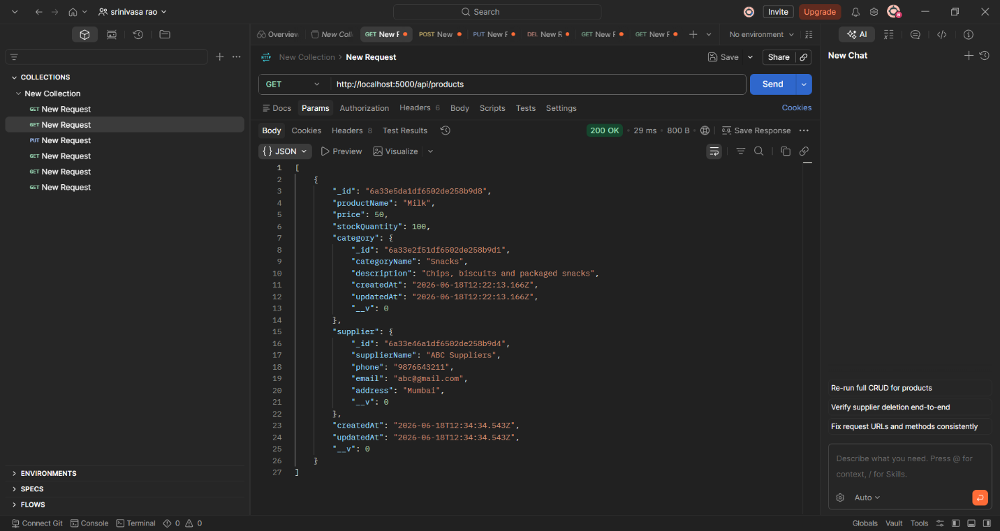 srinivasa rao
Search
Invite
Upgrade
Overview
New Coll
GET New F
POST New
PUT New F
DEL New R
GET New F
GET New F
No environment
AI
COLLECTIONS
New Collection
GET New Request
GET New Request
PUT New Request
GET New Request
GET New Request
GET New Request
ENVIRONMENTS
SPECS
FLOWS
HTTP New Collection > New Request
Save
Share
GET http://localhost:5000/api/products
Send
Docs Params Authorization Headers 6 Body Scripts Tests Settings
Cookies
Body Cookies Headers 8 Test Results
200 OK • 29 ms • 800 B • e.g. Save Response
{} JSON Preview Visualize
1 [
2 {
3 "_id": "6a33e5da1df6502de258b9d8",
4 "productName": "Milk",
5 "price": 50,
6 "stockQuantity": 100,
7 "category": {
8 "_id": "6a33e2f51df6502de258b9d1",
9 "categoryName": "Snacks",
10 "description": "Chips, biscuits and packaged snacks",
11 "createdAt": "2026-06-18T12:22:13.166Z",
12 "updatedAt": "2026-06-18T12:22:13.166Z",
13 "__v": 0
14 },
15 "supplier": {
16 "_id": "6a33e46a1df6502de258b9d4",
17 "supplierName": "ABC Suppliers",
18 "phone": "9876543211",
19 "email": "abc@gmail.com",
20 "address": "Mumbai",
21 "__v": 0
22 },
23 "createdAt": "2026-06-18T12:34:34.543Z",
24 "updatedAt": "2026-06-18T12:34:34.543Z",
25 "__v": 0
26 }
27 ]
New Chat
Re-run full CRUD for products
Verify supplier deletion end-to-end
Fix request URLs and methods consistently
Describe what you need. Press @ for
context, / for Skills.
Auto
Connect Git Console Terminal 0 0
Globals Vault Tools